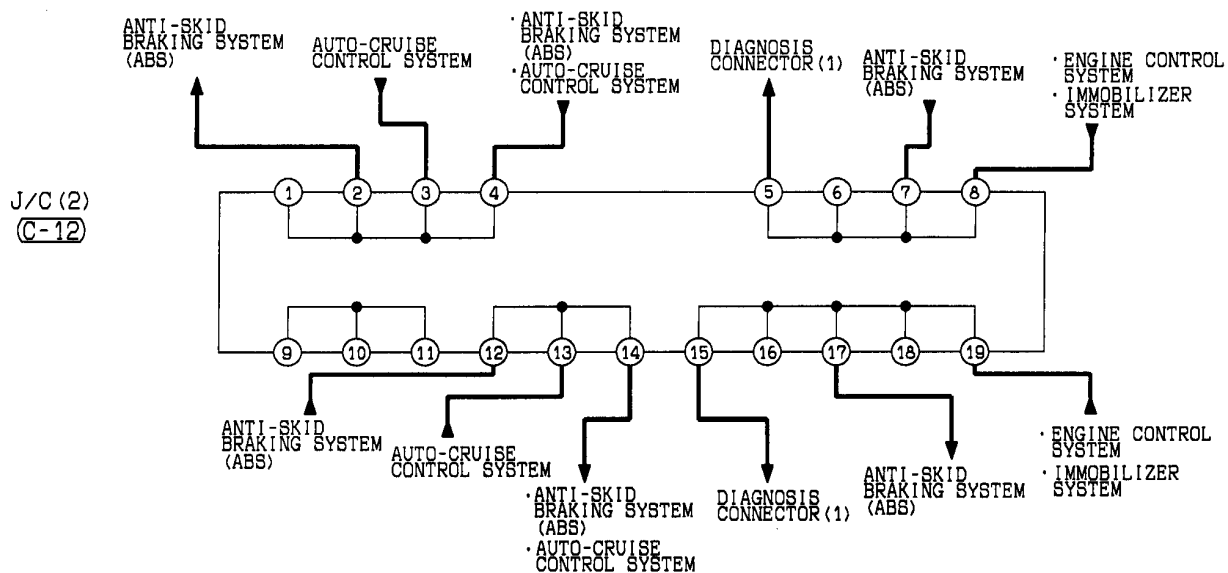 ANTI-SKID
BRAKING SYSTEM
(ABS)
AUTO-CRUISE
CONTROL SYSTEM
· ANTI-SKID
BRAKING SYSTEM
(ABS)
· AUTO-CRUISE
CONTROL SYSTEM
DIAGNOSIS
CONNECTOR(1)
ANTI-SKID
BRAKING SYSTEM
(ABS)
· ENGINE CONTROL
SYSTEM
· IMMOBILIZER
SYSTEM
J/C(2)
C-12
1 2 3 4 5 6 7 8
9 10 11 12 13 14 15 16 17 18 19
ANTI-SKID
BRAKING SYSTEM
(ABS)
AUTO-CRUISE
CONTROL SYSTEM
· ANTI-SKID
BRAKING SYSTEM
(ABS)
· AUTO-CRUISE
CONTROL SYSTEM
DIAGNOSIS
CONNECTOR(1)
ANTI-SKID
BRAKING SYSTEM
(ABS)
· ENGINE CONTROL
SYSTEM
· IMMOBILIZER
SYSTEM